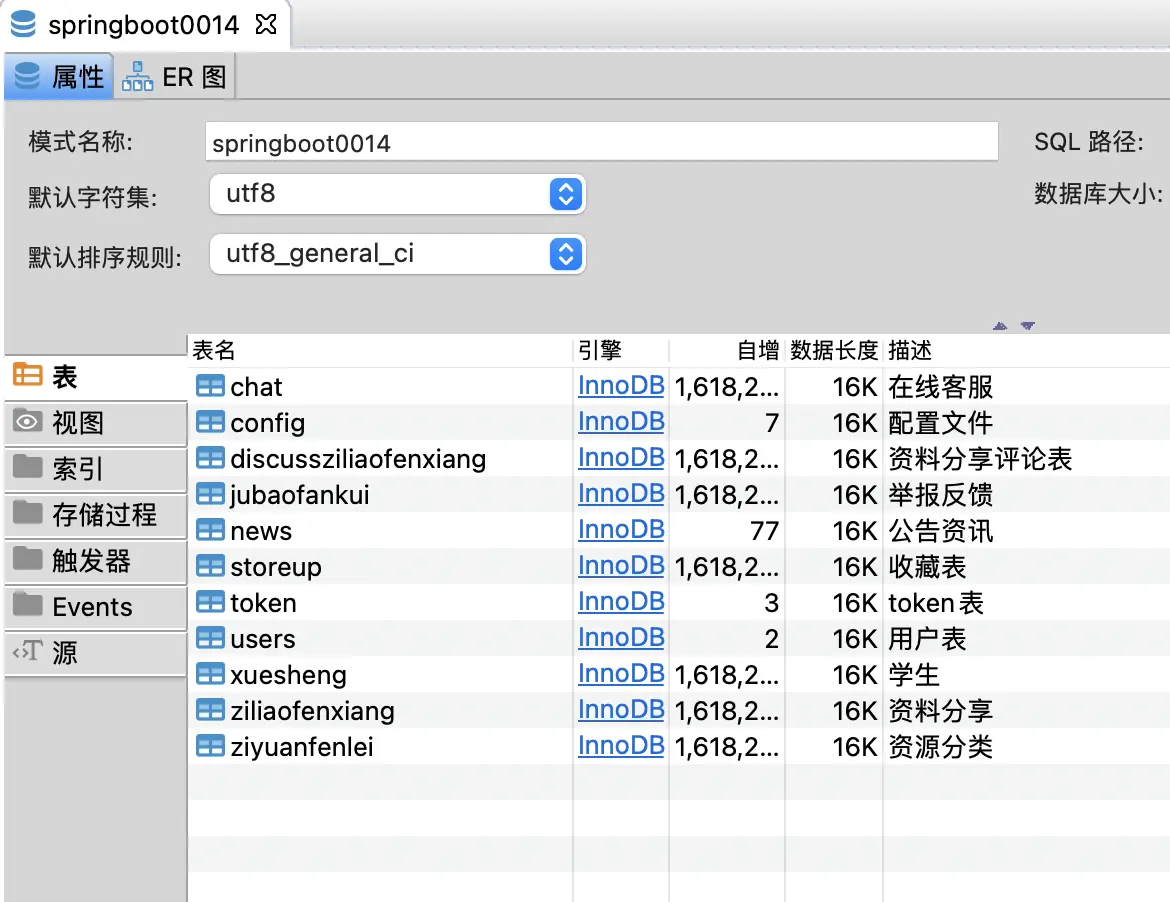 springboot0014
属性 ER 图
模式名称: springboot0014 SQL 路径:
默认字符集: utf8 数据库大小:
默认排序规则: utf8_general_ci
表
视图
索引
存储过程
触发器
Events
源
表名 引擎 自增 数据长度 描述
chat InnoDB 1,618,2... 16K 在线客服
config InnoDB 7 16K 配置文件
discussziliaofenxiang InnoDB 1,618,2... 16K 资料分享评论表
jubaofankui InnoDB 1,618,2... 16K 举报反馈
news InnoDB 77 16K 公告资讯
storeup InnoDB 1,618,2... 16K 收藏表
token InnoDB 3 16K token表
users InnoDB 2 16K 用户表
xuesheng InnoDB 1,618,2... 16K 学生
ziliaofenxiang InnoDB 1,618,2... 16K 资料分享
ziyuanfenlei InnoDB 1,618,2... 16K 资源分类